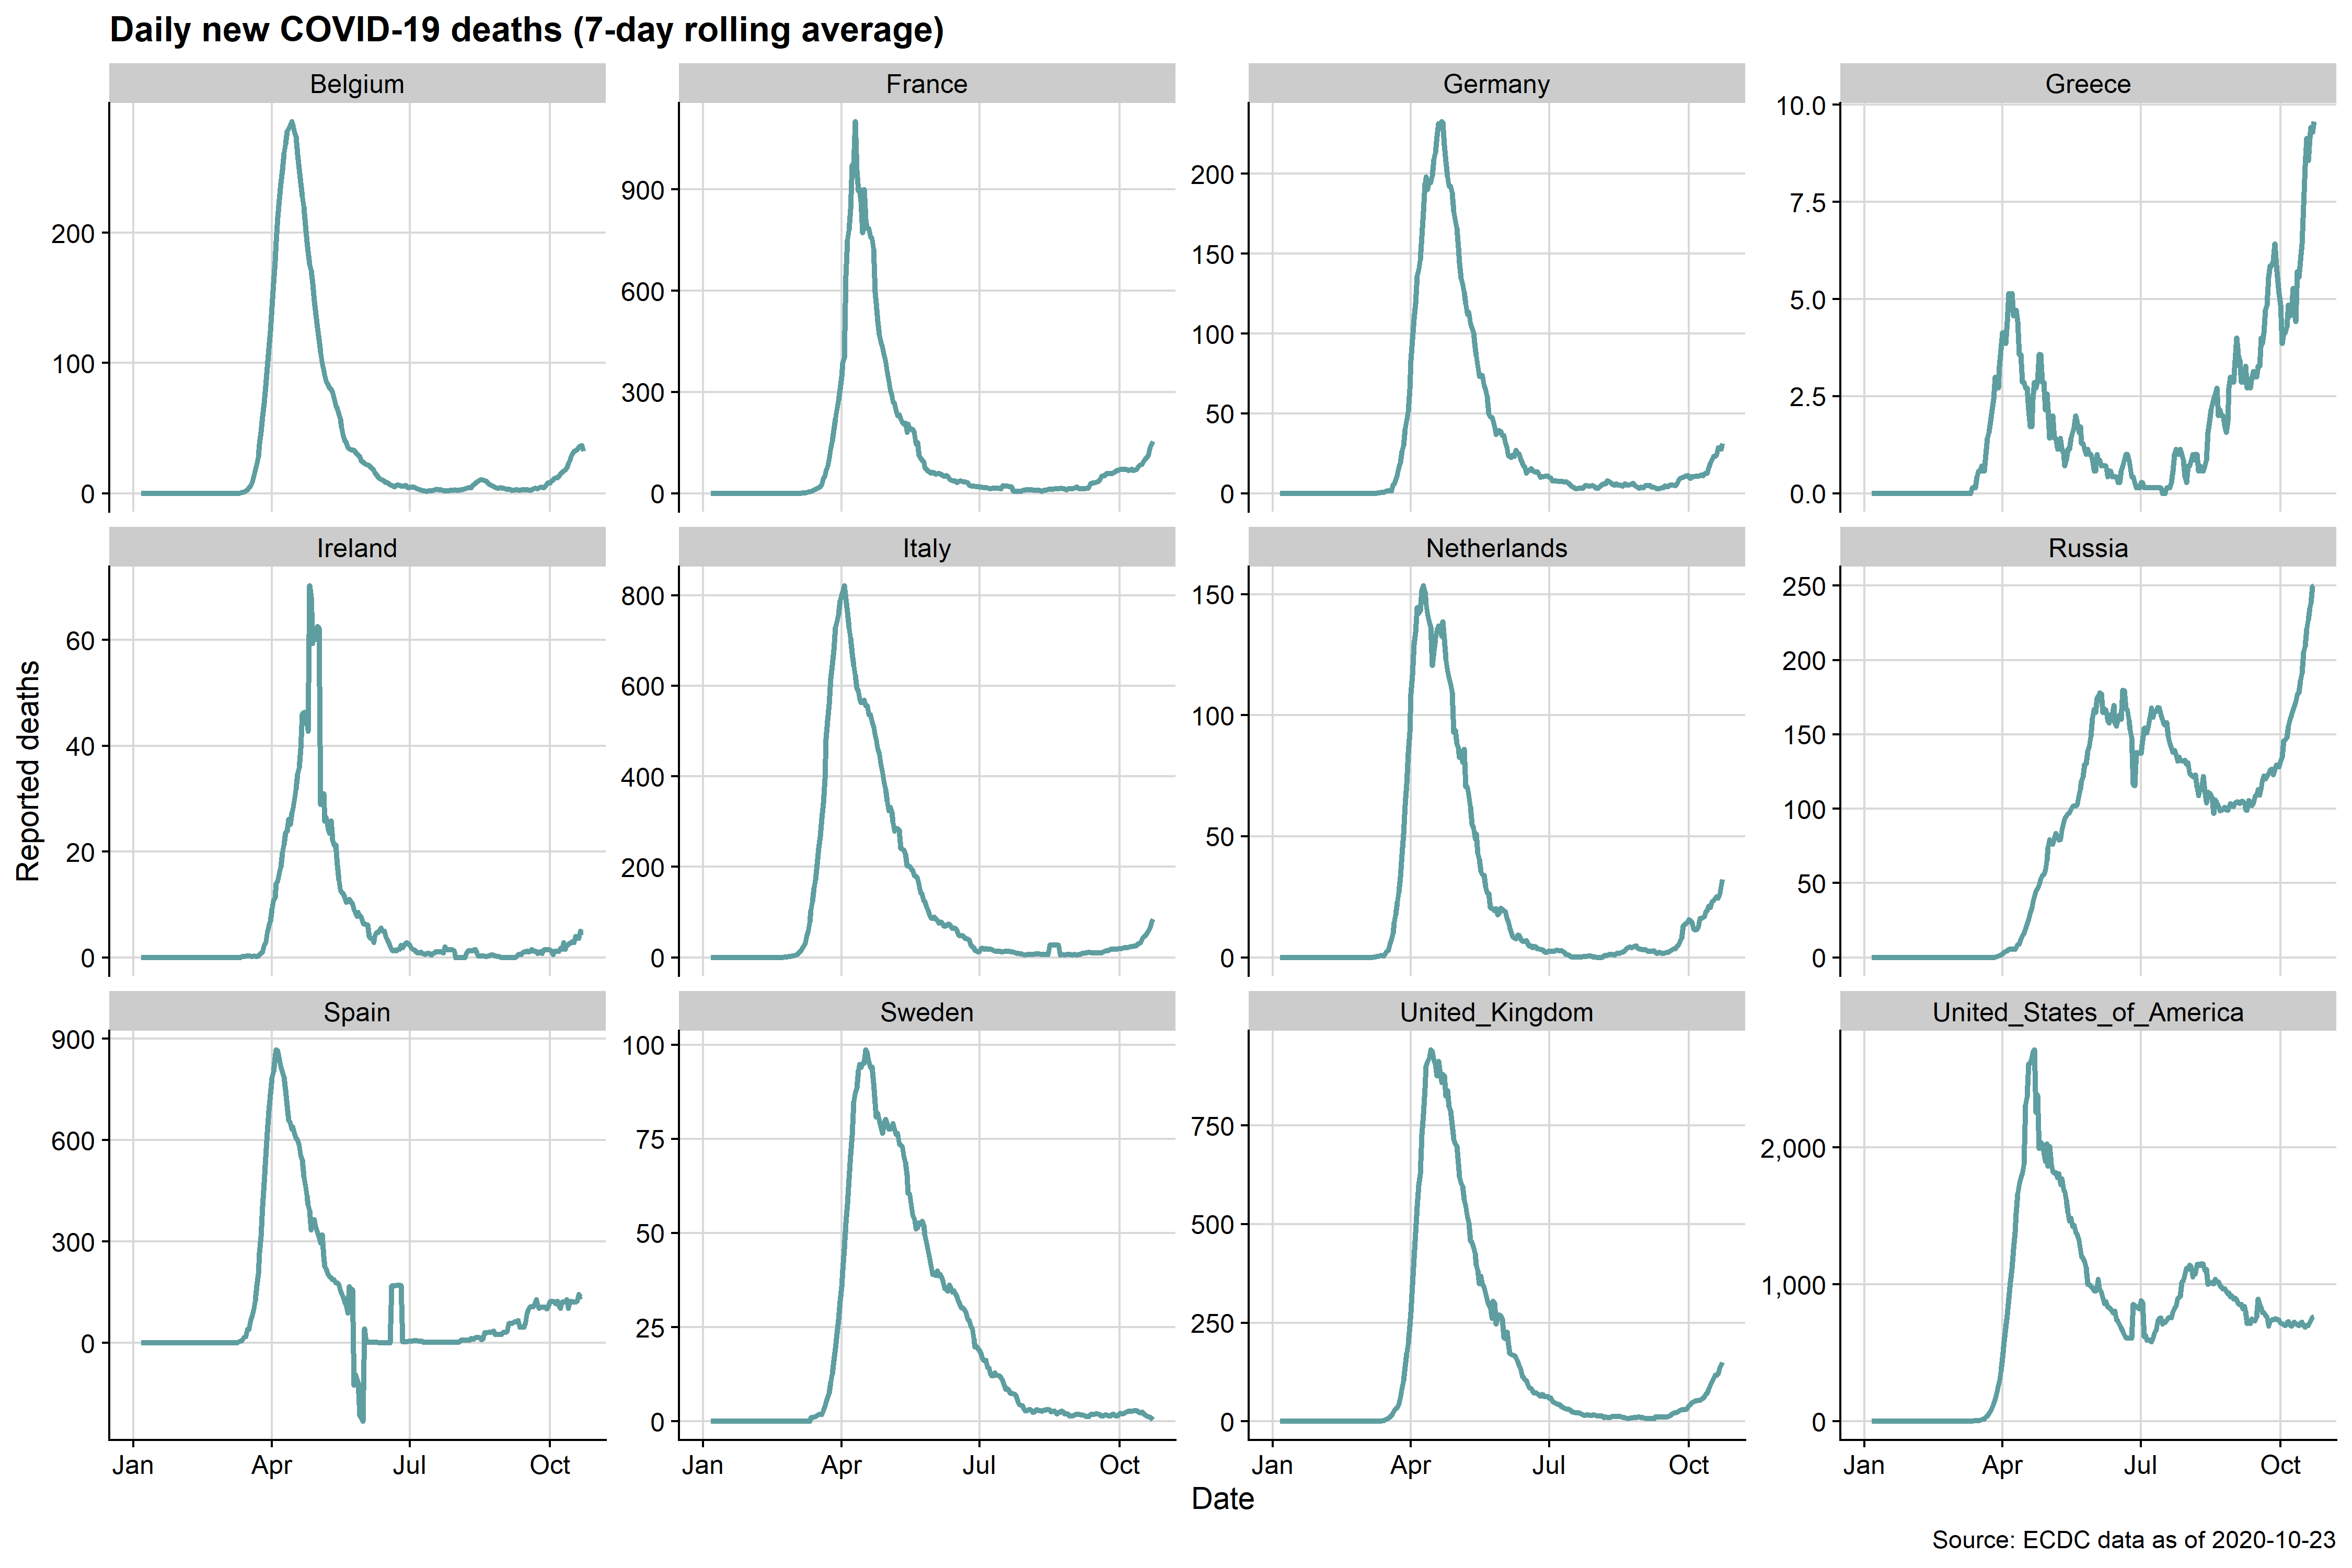 Daily new COVID-19 deaths (7-day rolling average)
Belgium
France
Germany
Greece
200
100
0
900
600
300
0
200
150
100
50
0
10.0
7.5
5.0
2.5
0.0
Ireland
Italy
Netherlands
Russia
60
40
20
0
800
600
400
200
0
150
100
50
0
250
200
150
100
50
0
Reported deaths
Spain
Sweden
United_Kingdom
United_States_of_America
900
600
300
0
100
75
50
25
0
750
500
250
0
2,000
1,000
0
Jan Apr Jul Oct
Jan Apr Jul Oct
Jan Apr Jul Oct
Jan Apr Jul Oct
Date
Source: ECDC data as of 2020-10-23